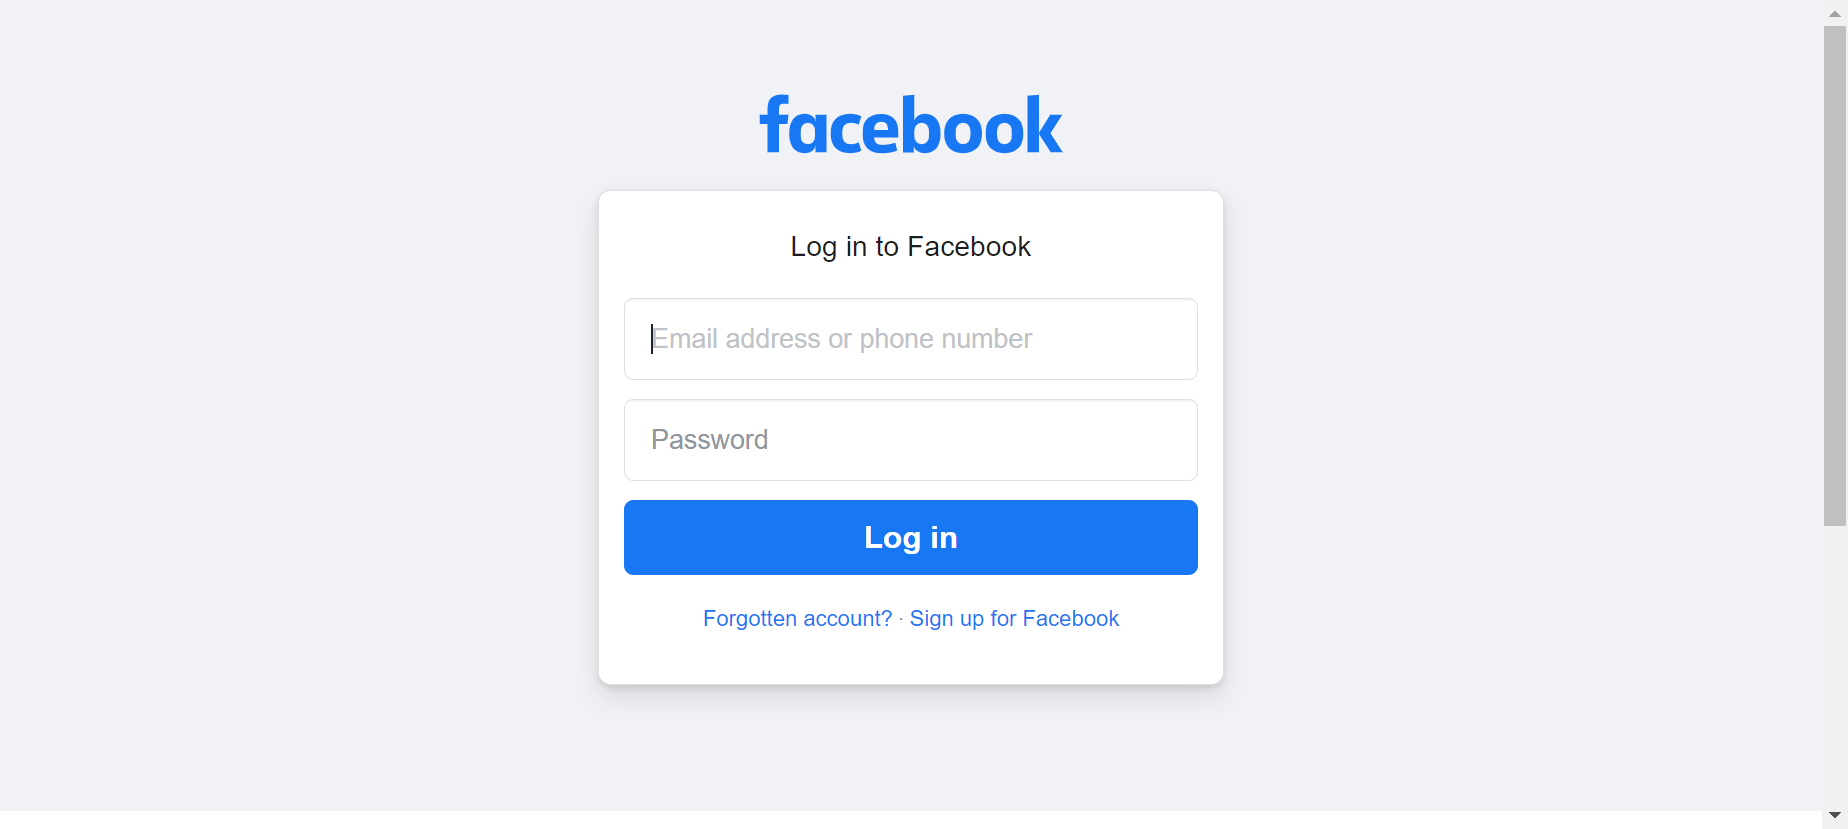 facebook
Log in to Facebook
Email address or phone number
Password
Log in
Forgotten account? · Sign up for Facebook